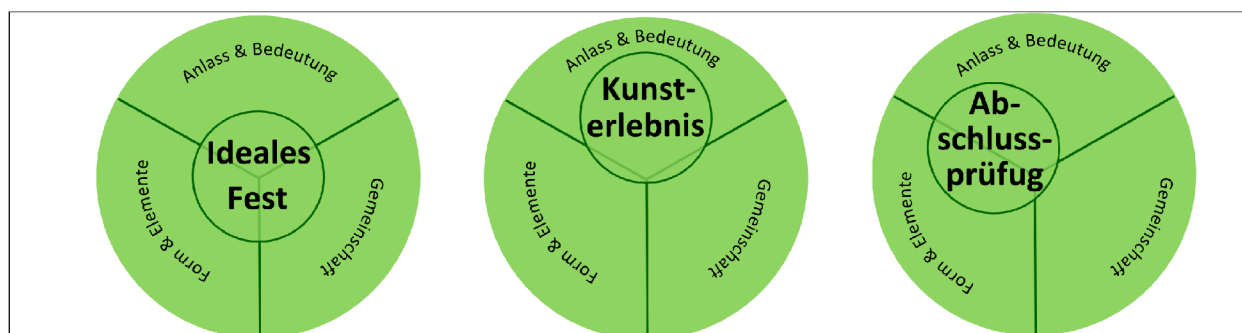 Anlass & Bedeutung
Ideales
Fest
Form & Elemente
Gemeinschaft
Anlass & Bedeutung
Kunst-
erlebnis
Form & Elemente
Gemeinschaft
Anlass & Bedeutung
Ab-
schluss-
prüfug
Form & Elemente
Gemeinschaft